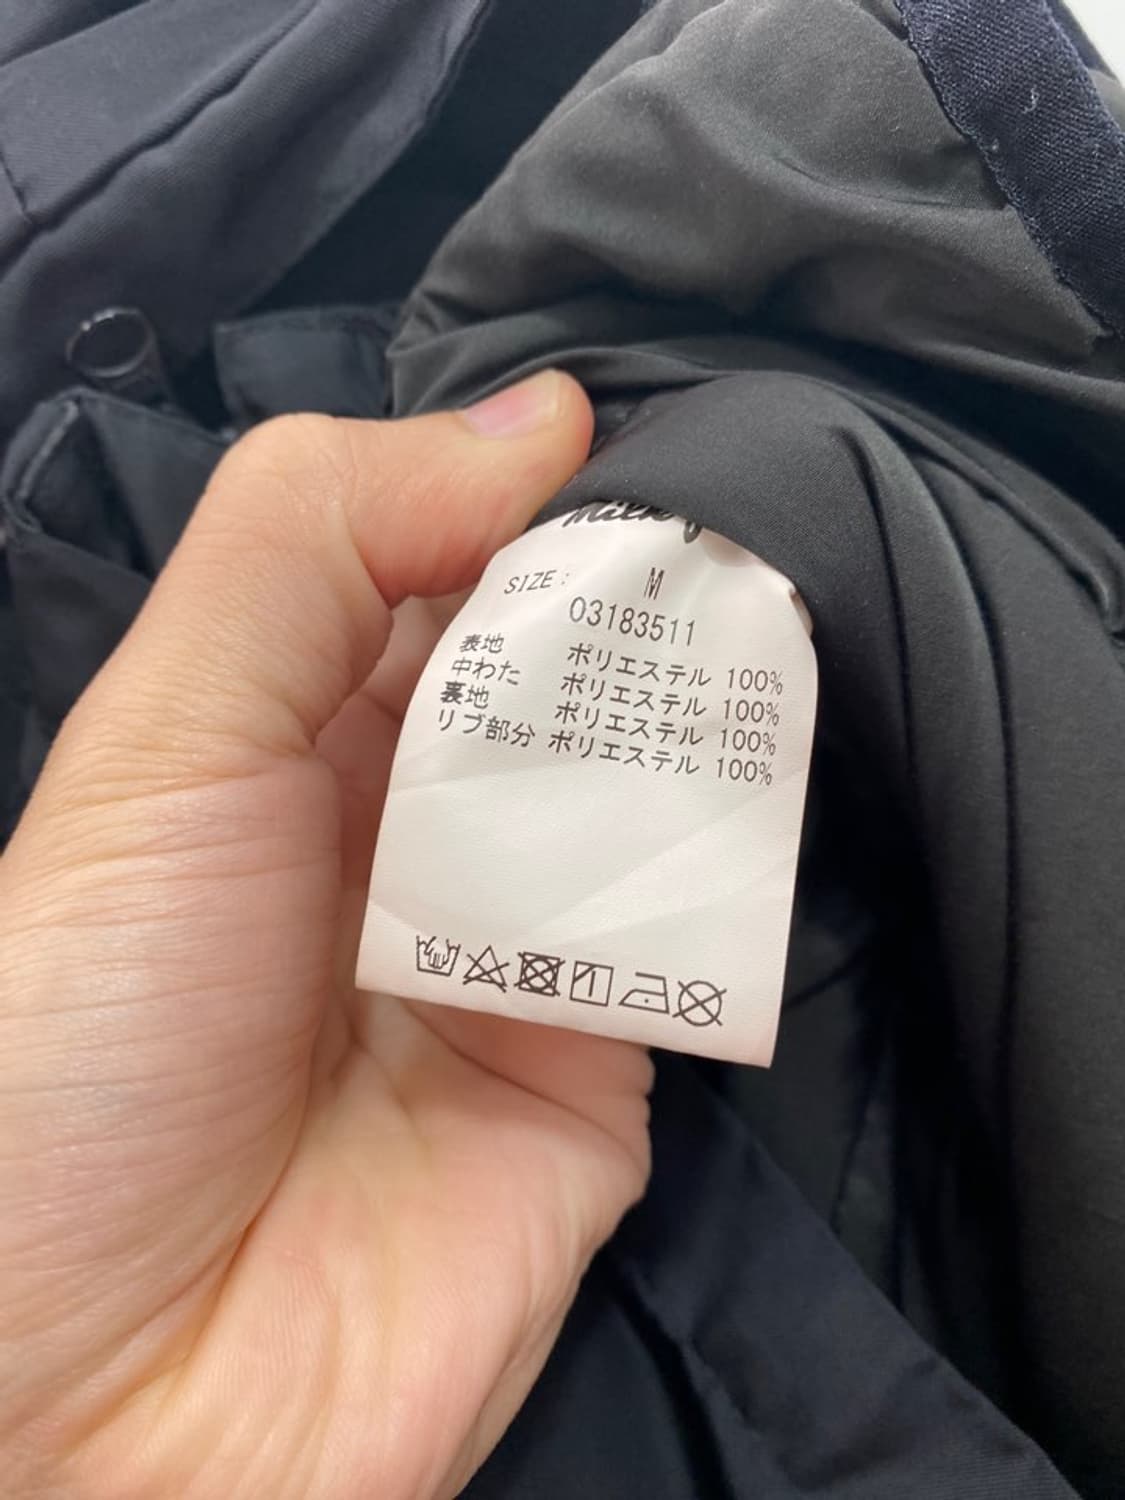 SIZE: M
03183511
表地 ポリエステル 100%
中わた ポリエステル 100%
裏地 ポリエステル 100%
リブ部分 ポリエステル 100%